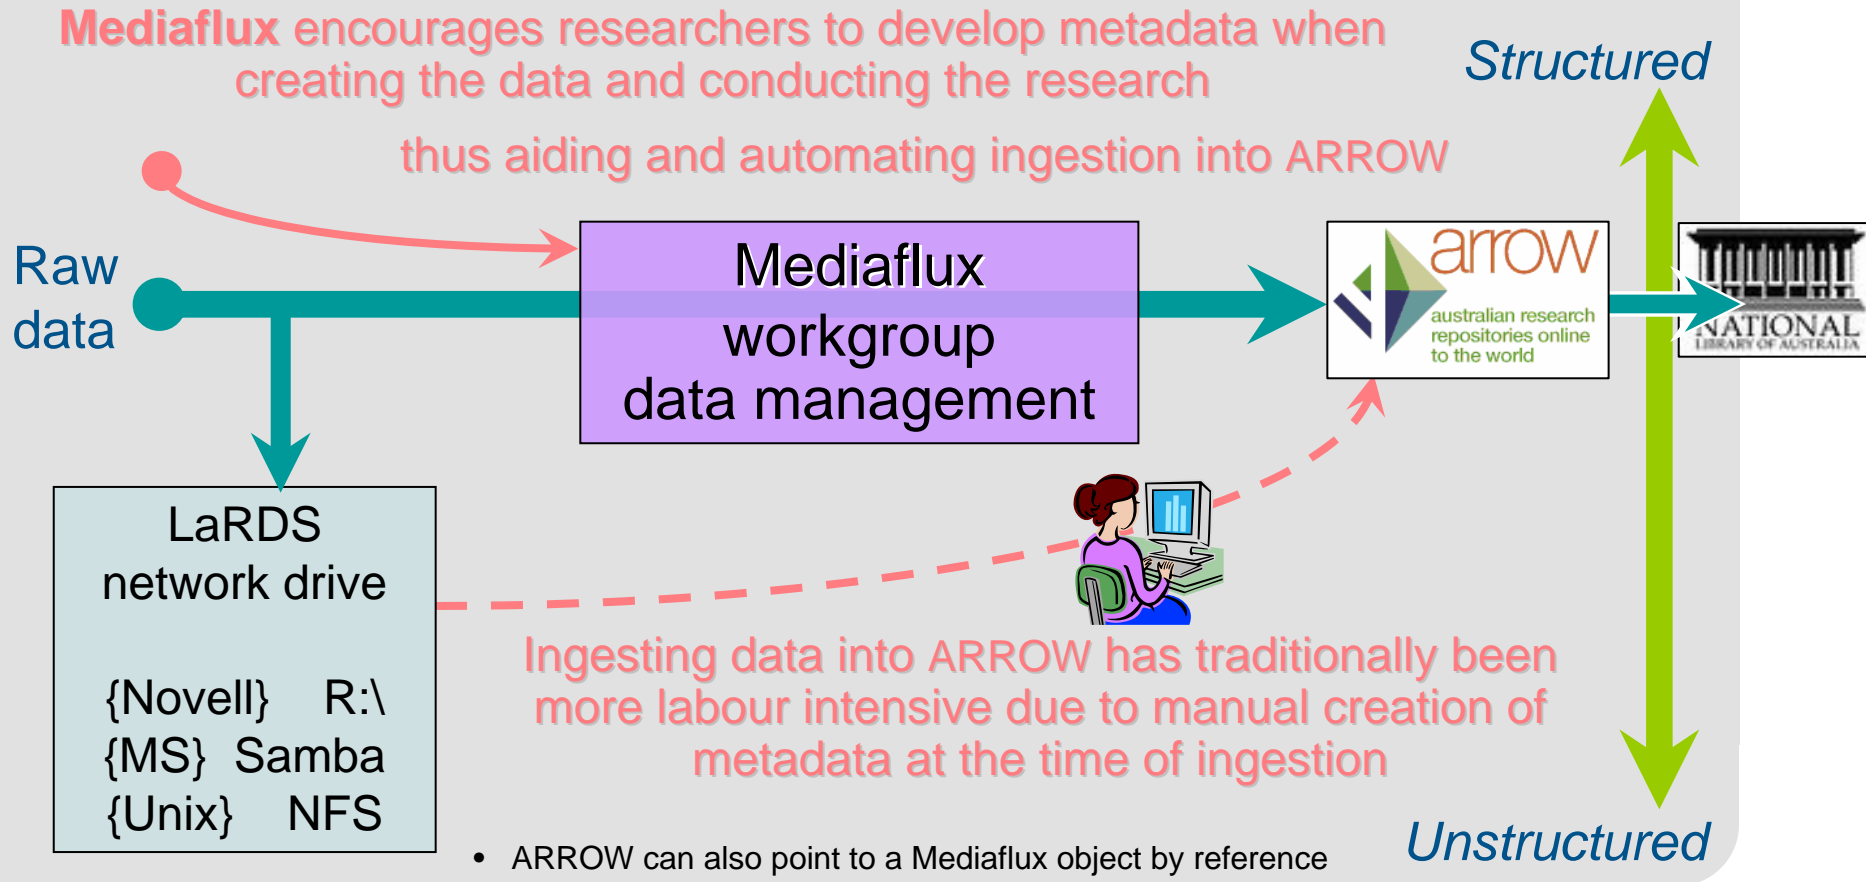 Mediaflux encourages researchers to develop metadata when
creating the data and conducting the research
Structured
thus aiding and automating ingestion into ARROW
Raw
data
Mediaflux
workgroup
data management
arrow
australian research
repositories online
to the world
NATIONAL
LIBRARY OF AUSTRALIA
LaRDS
network drive
{Novell} R:\
{MS} Samba
{Unix} NFS
Ingesting data into ARROW has traditionally been
more labour intensive due to manual creation of
metadata at the time of ingestion
Unstructured
• ARROW can also point to a Mediaflux object by reference